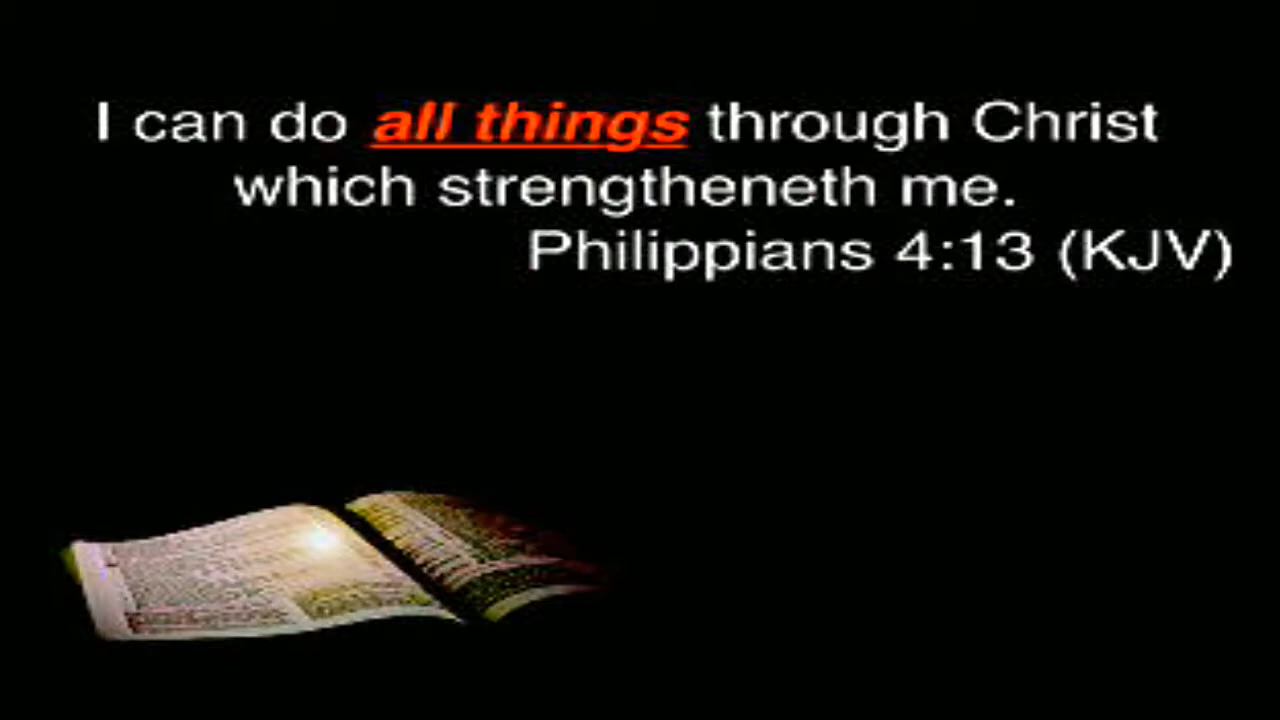 I can do all things through Christ
which strengtheneth me.
Philippians 4:13 (KJV)